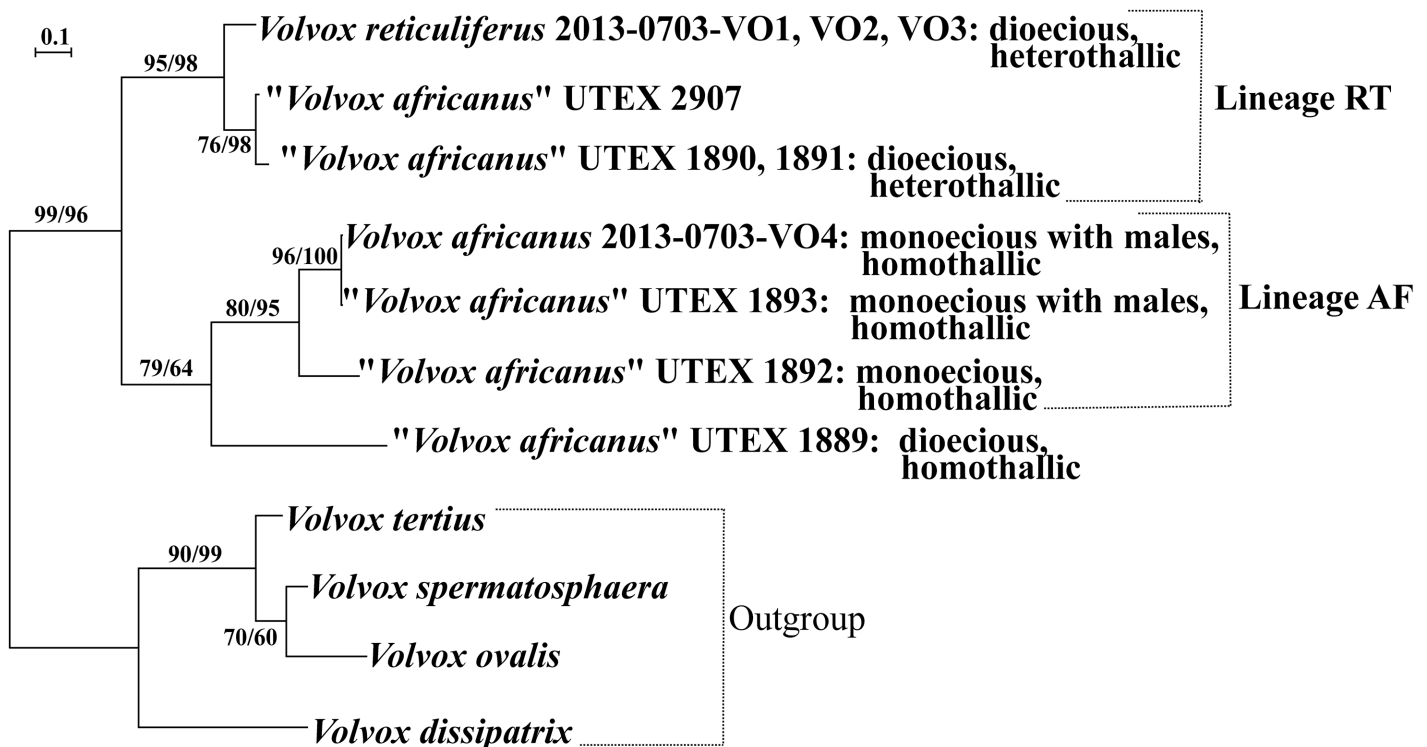 0.1
Volvox reticuliferus 2013-0703-VO1, VO2, VO3: dioecious,
heterothallic
95/98
"Volvox africanus" UTEX 2907
Lineage RT
76/98
"Volvox africanus" UTEX 1890, 1891: dioecious,
heterothallic
99/96
Volvox africanus 2013-0703-VO4: monoecious with males,
homothallic
96/100
"Volvox africanus" UTEX 1893: monoecious with males,
homothallic
Lineage AF
80/95
79/64
"Volvox africanus" UTEX 1892: monoecious,
homothallic
"Volvox africanus" UTEX 1889: dioecious,
homothallic
Volvox tertius
90/99
Volvox spermatosphaera
Outgroup
70/60
Volvox ovalis
Volvox dissipatrix